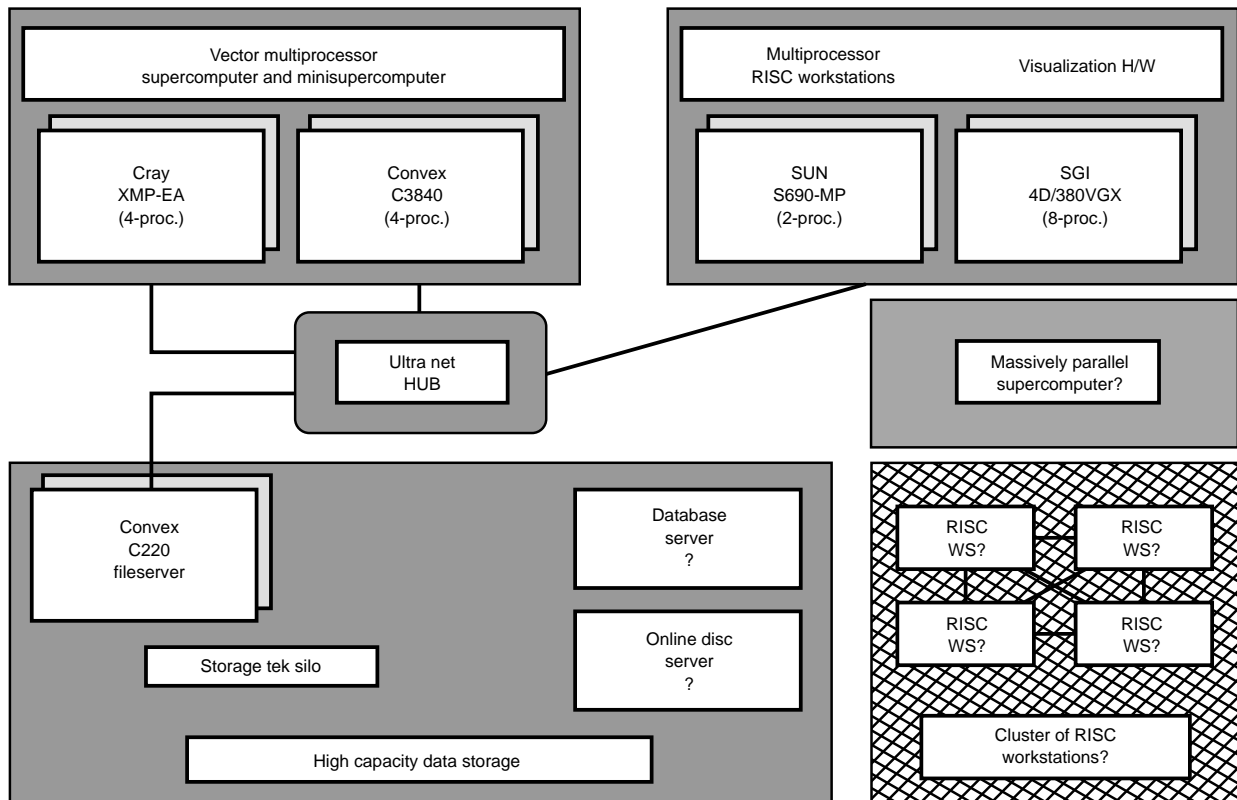 Vector multiprocessor
supercomputer and minisupercomputer
Cray
XMP-EA
(4-proc.)
Convex
C3840
(4-proc.)
Multiprocessor
RISC workstations
Visualization H/W
SUN
S690-MP
(2-proc.)
SGI
4D/380VGX
(8-proc.)
Ultra net
HUB
Massively parallel
supercomputer?
Convex
C220
fileserver
Storage tek silo
Database
server
?
Online disc
server
?
High capacity data storage
RISC
WS?
RISC
WS?
RISC
WS?
RISC
WS?
Cluster of RISC
workstations?